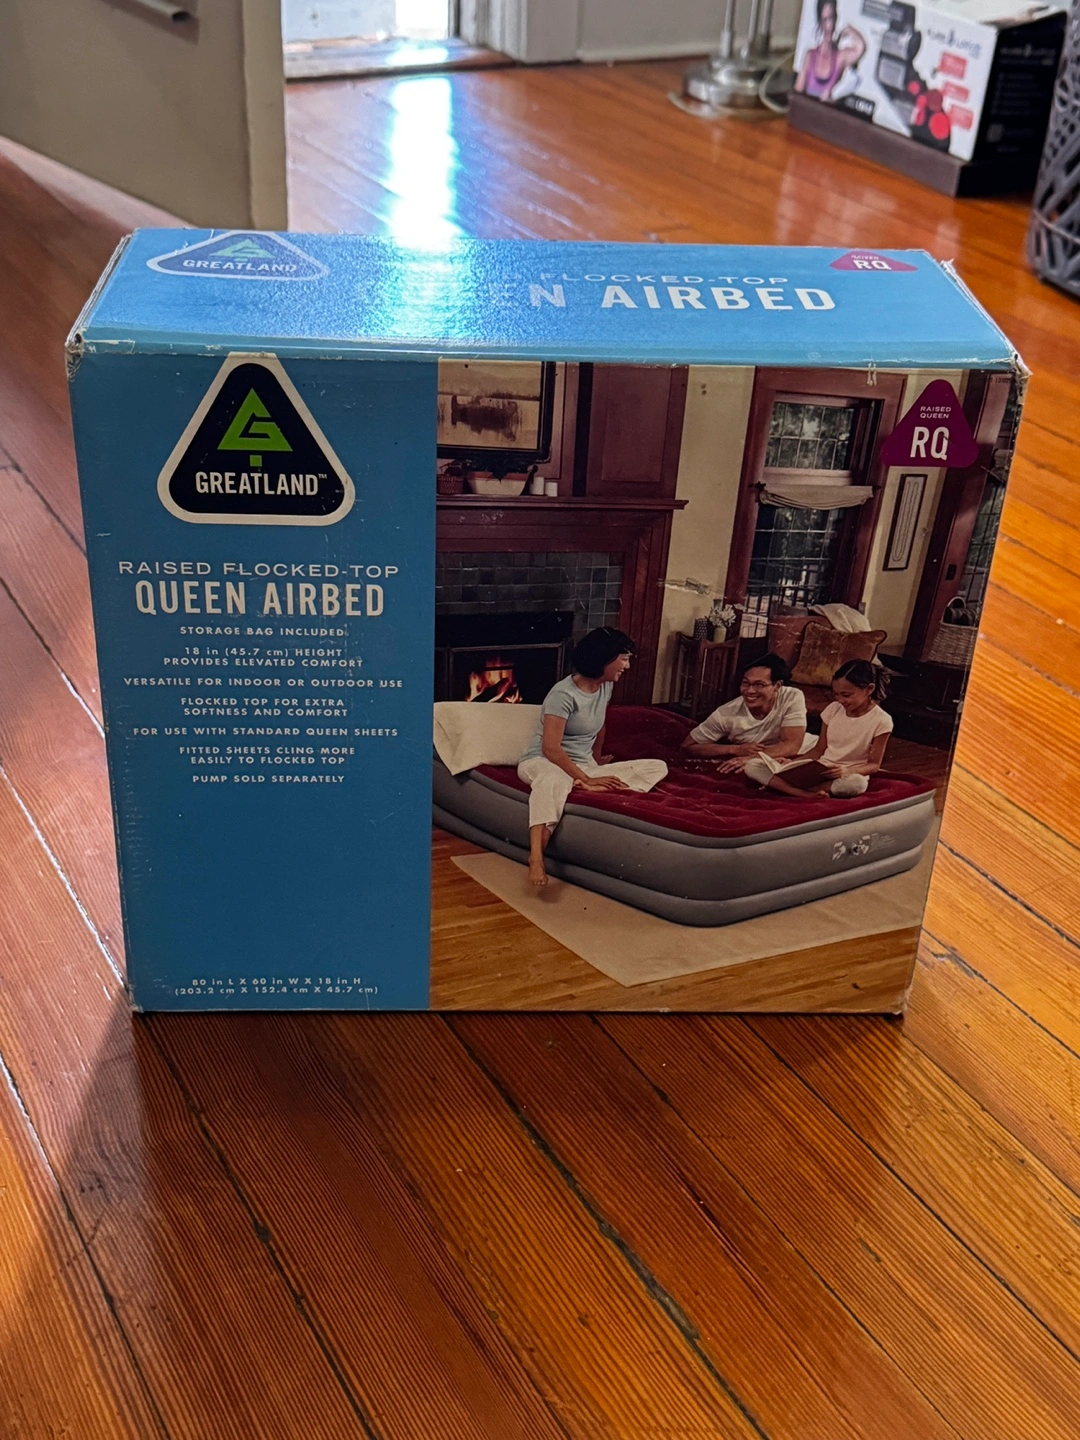 GREATLAND
FLOCKED-TOP
QUEEN AIRBED
QUEEN
RQ
GREATLAND™
RAISED FLOCKED-TOP
QUEEN AIRBED
STORAGE BAG INCLUDED
18 in (45.7 cm) HEIGHT
PROVIDES ELEVATED COMFORT
VERSATILE FOR INDOOR OR OUTDOOR USE
FLOCKED TOP FOR EXTRA
SOFTNESS AND COMFORT
FOR USE WITH STANDARD QUEEN SHEETS
FITTED SHEETS CLING MORE
EASILY TO FLOCKED TOP
PUMP SOLD SEPARATELY
80 in L X 60 in W X 18 in H
(203.2 cm X 152.4 cm X 45.7 cm)
RAISED
QUEEN
RQ